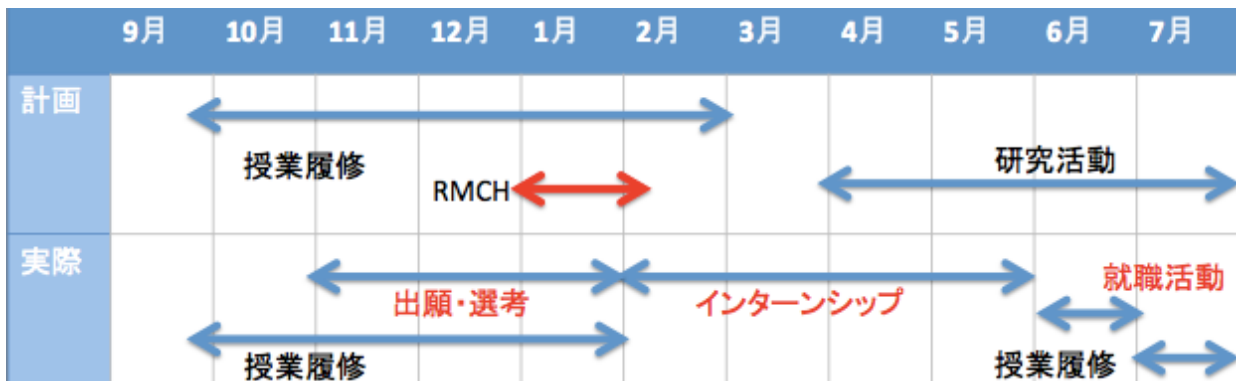 9月 10月 11月 12月 1月 2月 3月 4月 5月 6月 7月
計画
授業履修
研究活動
RMCH
実際
就職活動
出願・選考
インターンシップ
授業履修
授業履修